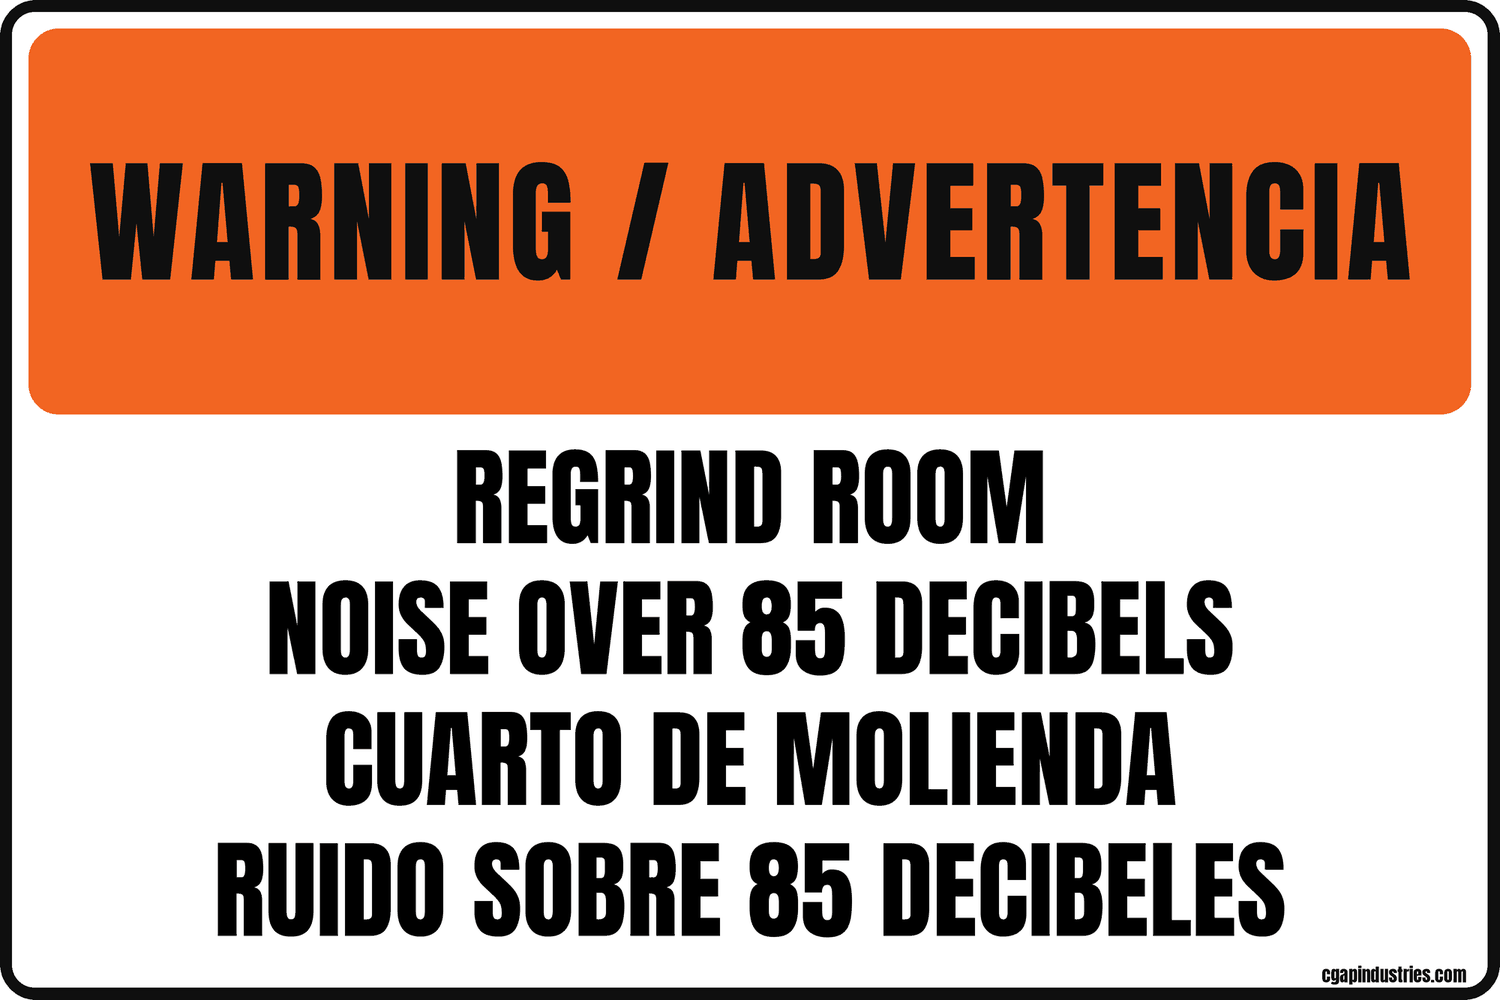 WARNING / ADVERTENCIA
REGRIND ROOM
NOISE OVER 85 DECIBELS
CUARTO DE MOLIENDA
RUIDO SOBRE 85 DECIBELES
cgapindustries.com